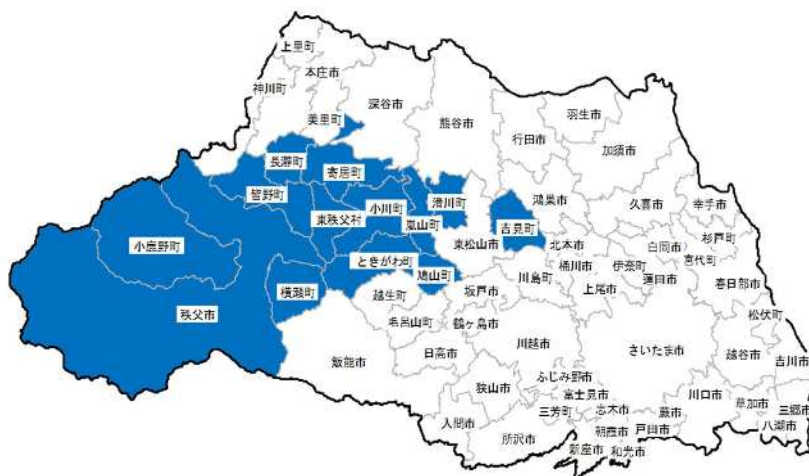 上里町
本庄市
神川町
美里町
深谷市
熊谷市
行田市
羽生市
加須市
長瀞町
寄居町
皆野町
小川町
滑川町
東秩父村
嵐山町
吉見町
鴻巣市
久喜市
幸手市
小鹿野町
東松山市
北本市
白岡市
杉戸町
宮代町
ときがわ町
鳩山町
川島町
桶川市
伊奈町
蓮田市
春日部市
横瀬町
越生町
坂戸市
上尾市
秩父市
毛呂山町
鶴ヶ島市
松伏町
飯能市
日高市
川越市
さいたま市
越谷市
吉川市
狭山市
ふじみ野市
富士見市
川口市
入間市
三芳町
志木市
蕨市
草加市
三郷市
所沢市
朝霞市
戸田市
八潮市
新座市
和光市